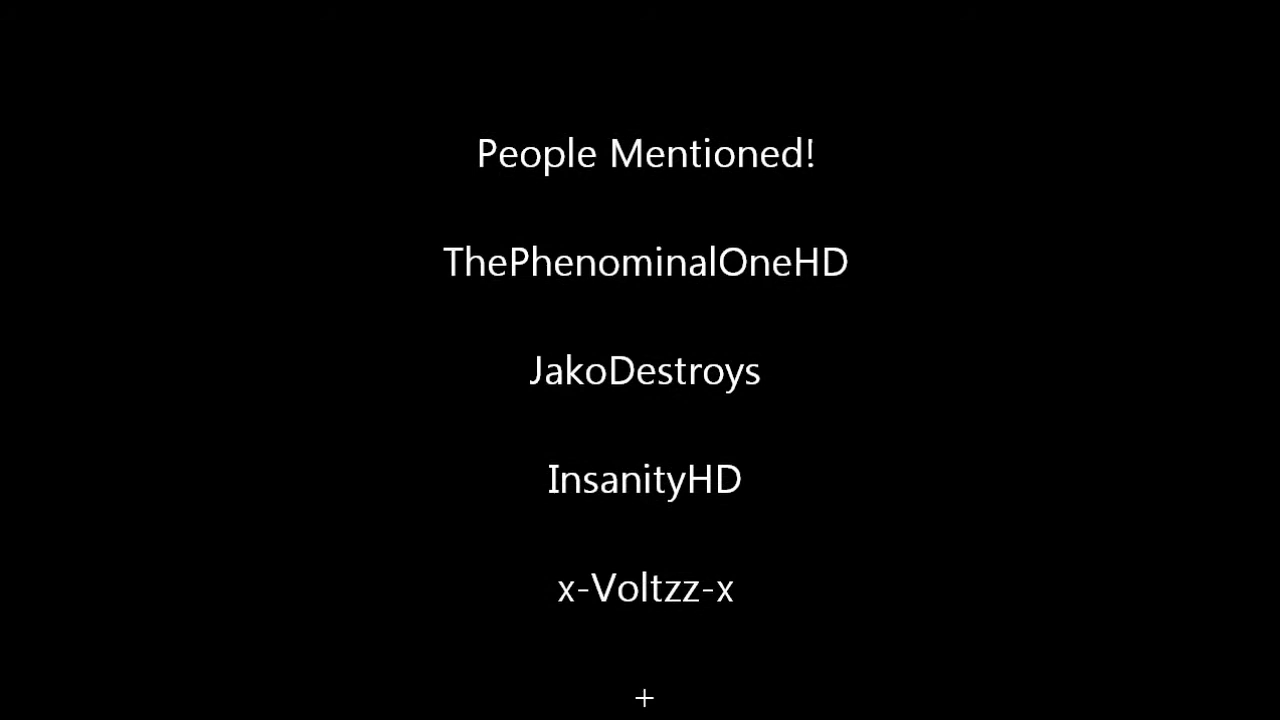 People Mentioned!
ThePhenominalOneHD
JakoDestroys
InsanityHD
x-Voltzz-x
+